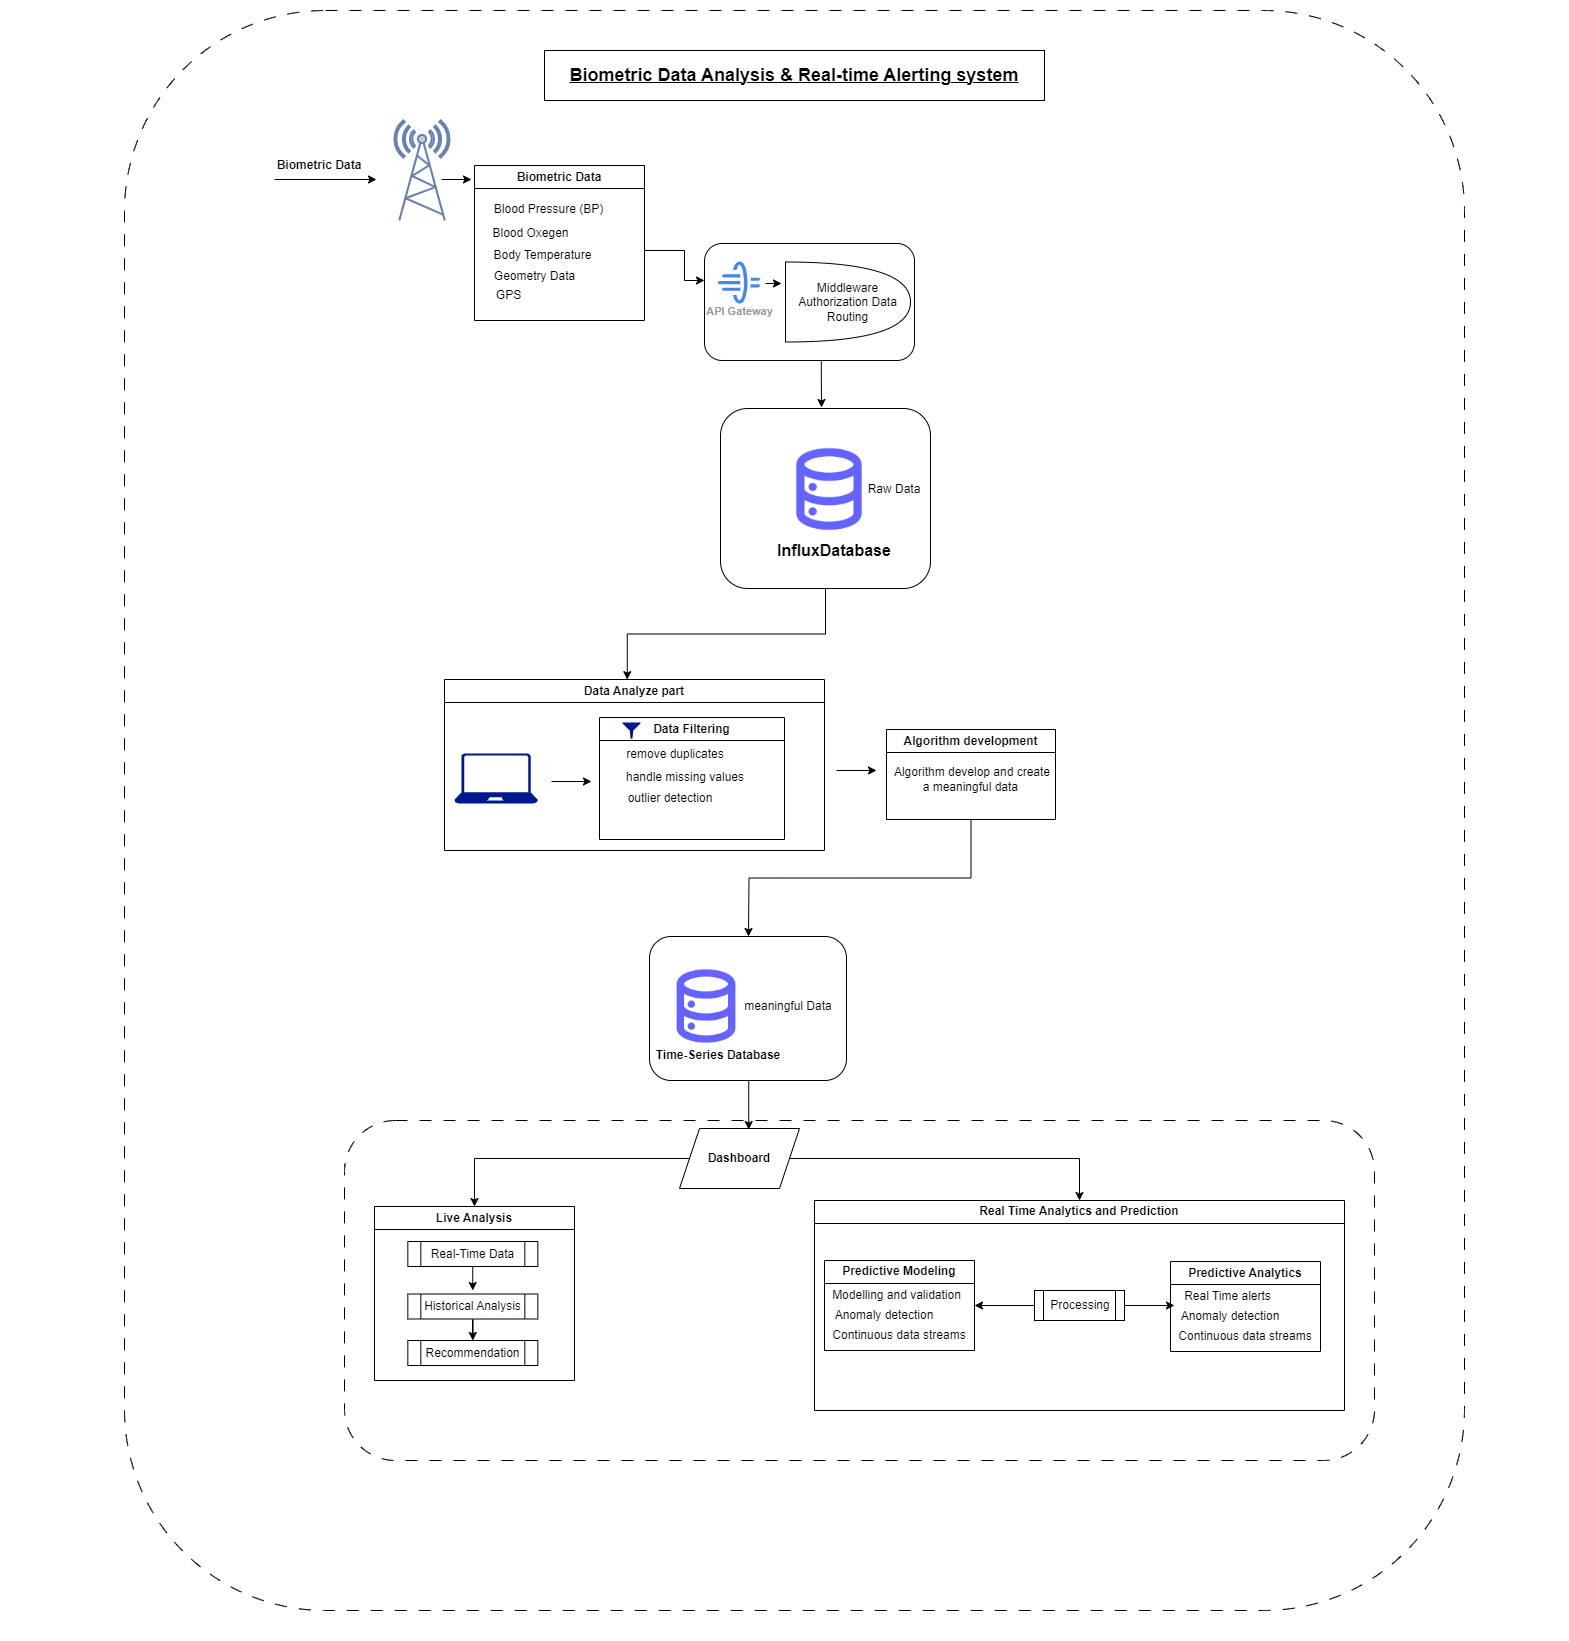 Biometric Data Analysis & Real-time Alerting system
Biometric Data
Biometric Data
Blood Pressure (BP)
Blood Oxegen
Body Temperature
Geometry Data
GPS
API Gateway
Middleware
Authorization Data
Routing
Raw Data
InfluxDatabase
Data Analyze part
Data Filtering
remove duplicates
handle missing values
outlier detection
Algorithm development
Algorithm develop and create
a meaningful data
meaningful Data
Time-Series Database
Dashboard
Live Analysis
Real-Time Data
Historical Analysis
Recommendation
Real Time Analytics and Prediction
Predictive Modeling
Modelling and validation
Anomaly detection
Continuous data streams
Processing
Predictive Analytics
Real Time alerts
Anomaly detection
Continuous data streams